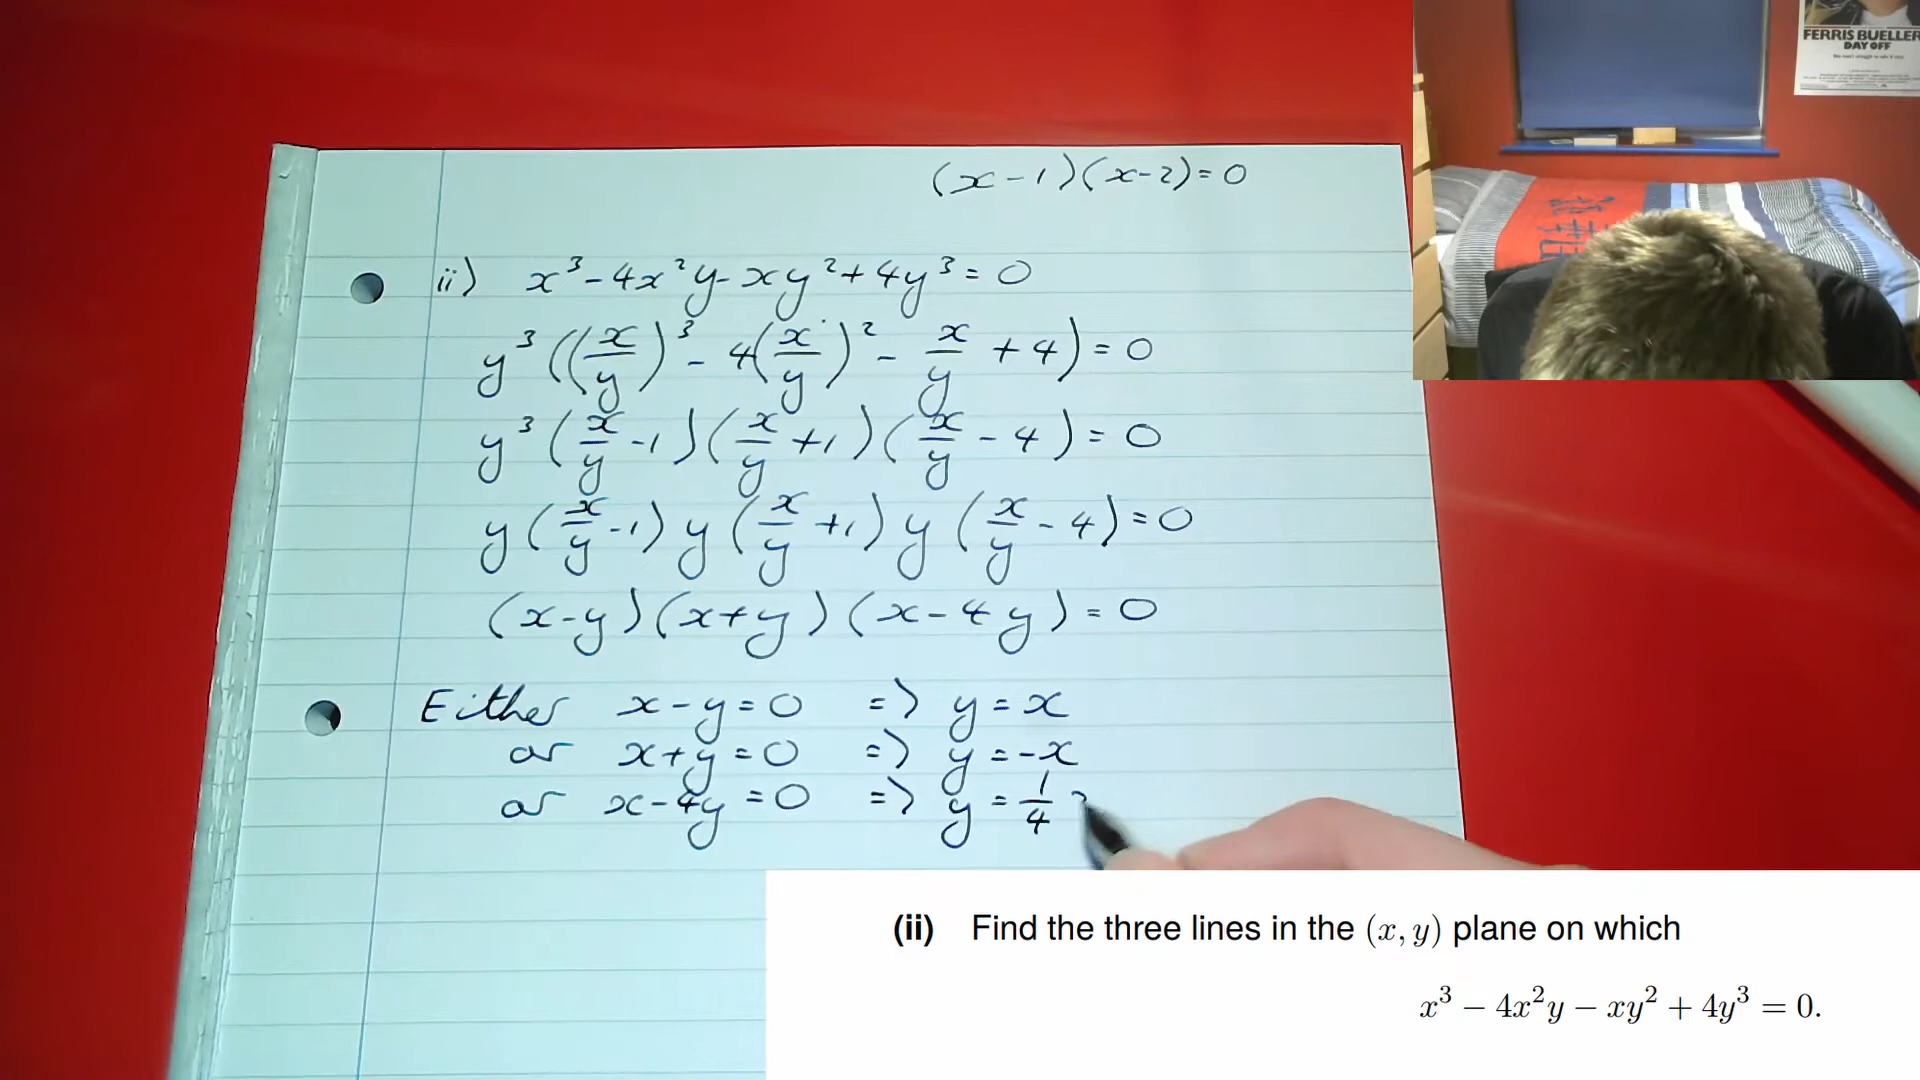 (x-1)(x-2)=0
ii) x³-4x²y-xy²+4y³=0
y³((x/y)³-4(x/y)²-x/y+4)=0
y³(x/y-1)(x/y+1)(x/y-4)=0
y(x/y-1)y(x/y+1)y(x/y-4)=0
(x-y)(x+y)(x-4y)=0
Either x-y=0 => y=x
or x+y=0 => y=-x
or x-4y=0 => y=1/4
FERRIS BUELLER
DAY OFF
(ii) Find the three lines in the (x, y) plane on which
x³ − 4x²y − xy² + 4y³ = 0.